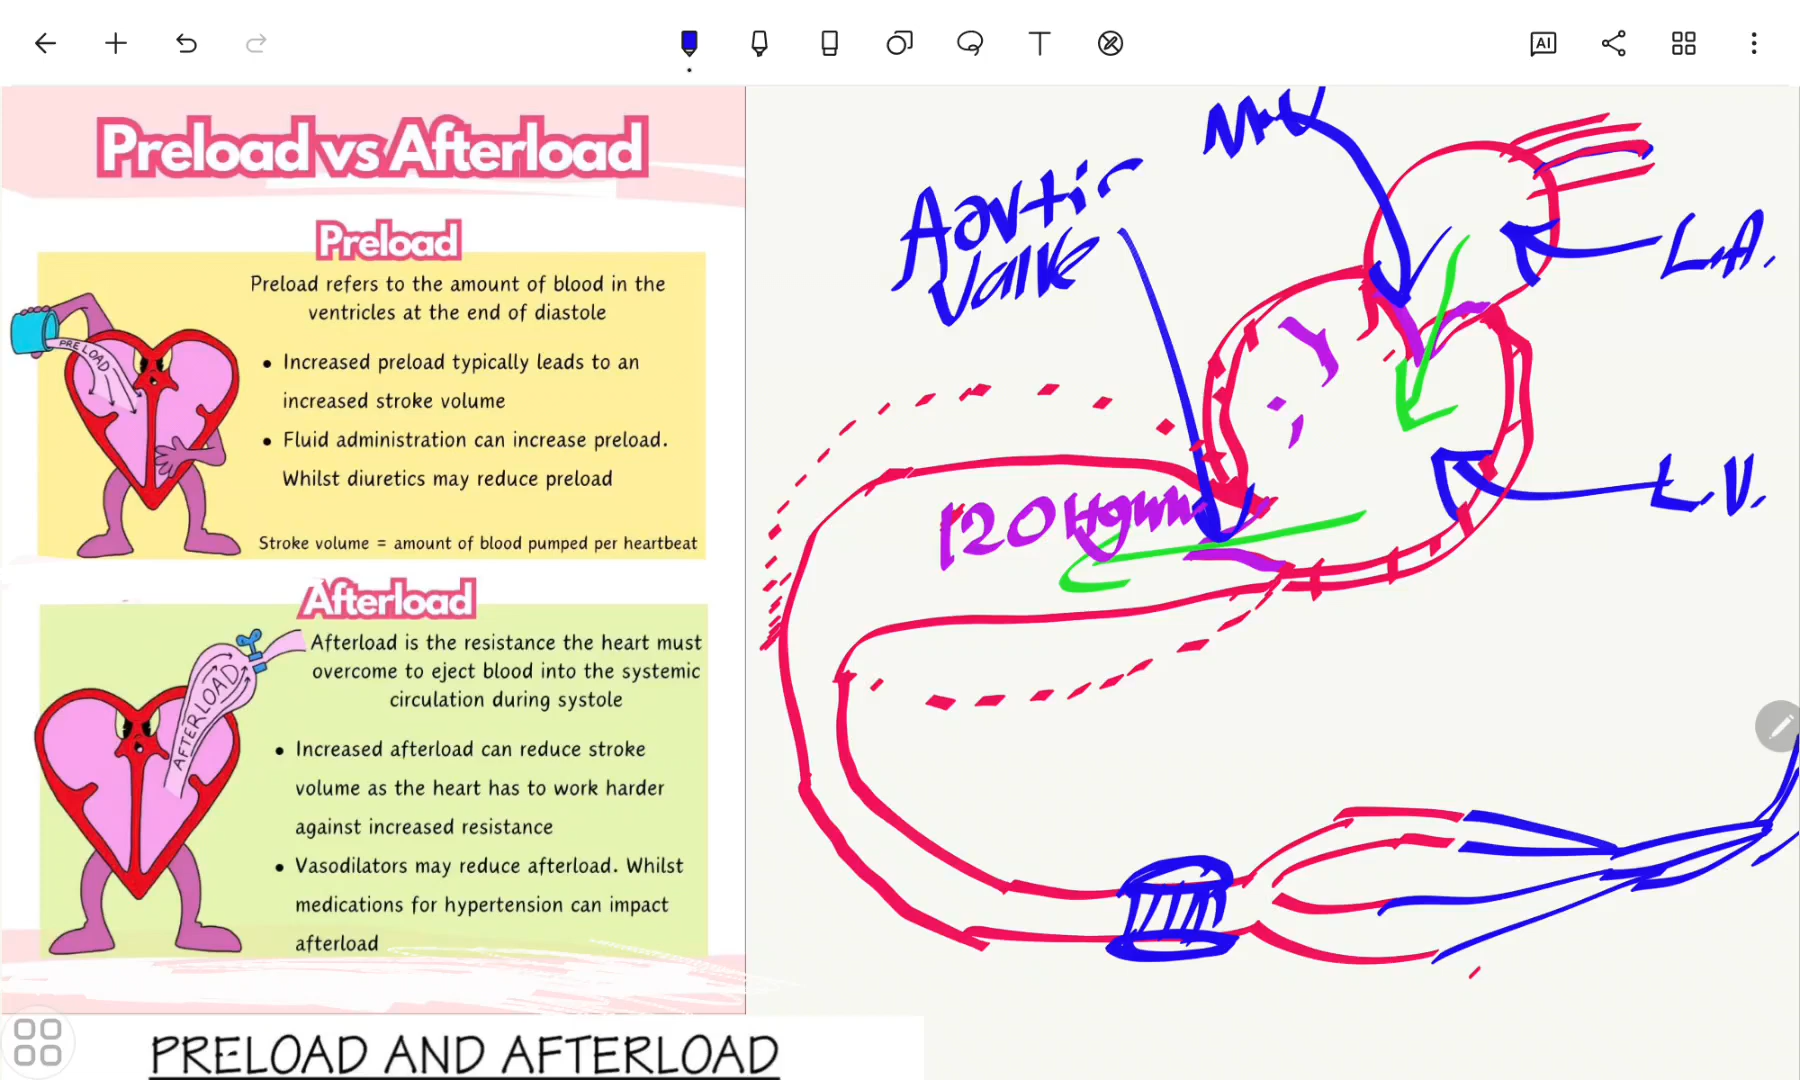 AI
Preload vs Afterload
Preload
Preload refers to the amount of blood in the
ventricles at the end of diastole
PRELOAD
• Increased preload typically leads to an
increased stroke volume
• Fluid administration can increase preload.
Whilst diuretics may reduce preload
Stroke volume = amount of blood pumped per heartbeat
Afterload
Afterload is the resistance the heart must
overcome to eject blood into the systemic
circulation during systole
AFTERLOAD
• Increased afterload can reduce stroke
volume as the heart has to work harder
against increased resistance
• Vasodilators may reduce afterload. Whilst
medications for hypertension can impact
afterload
PRELOAD AND AFTERLOAD
Aortic
Valve
L.A.
L.V.
120 Hgmm